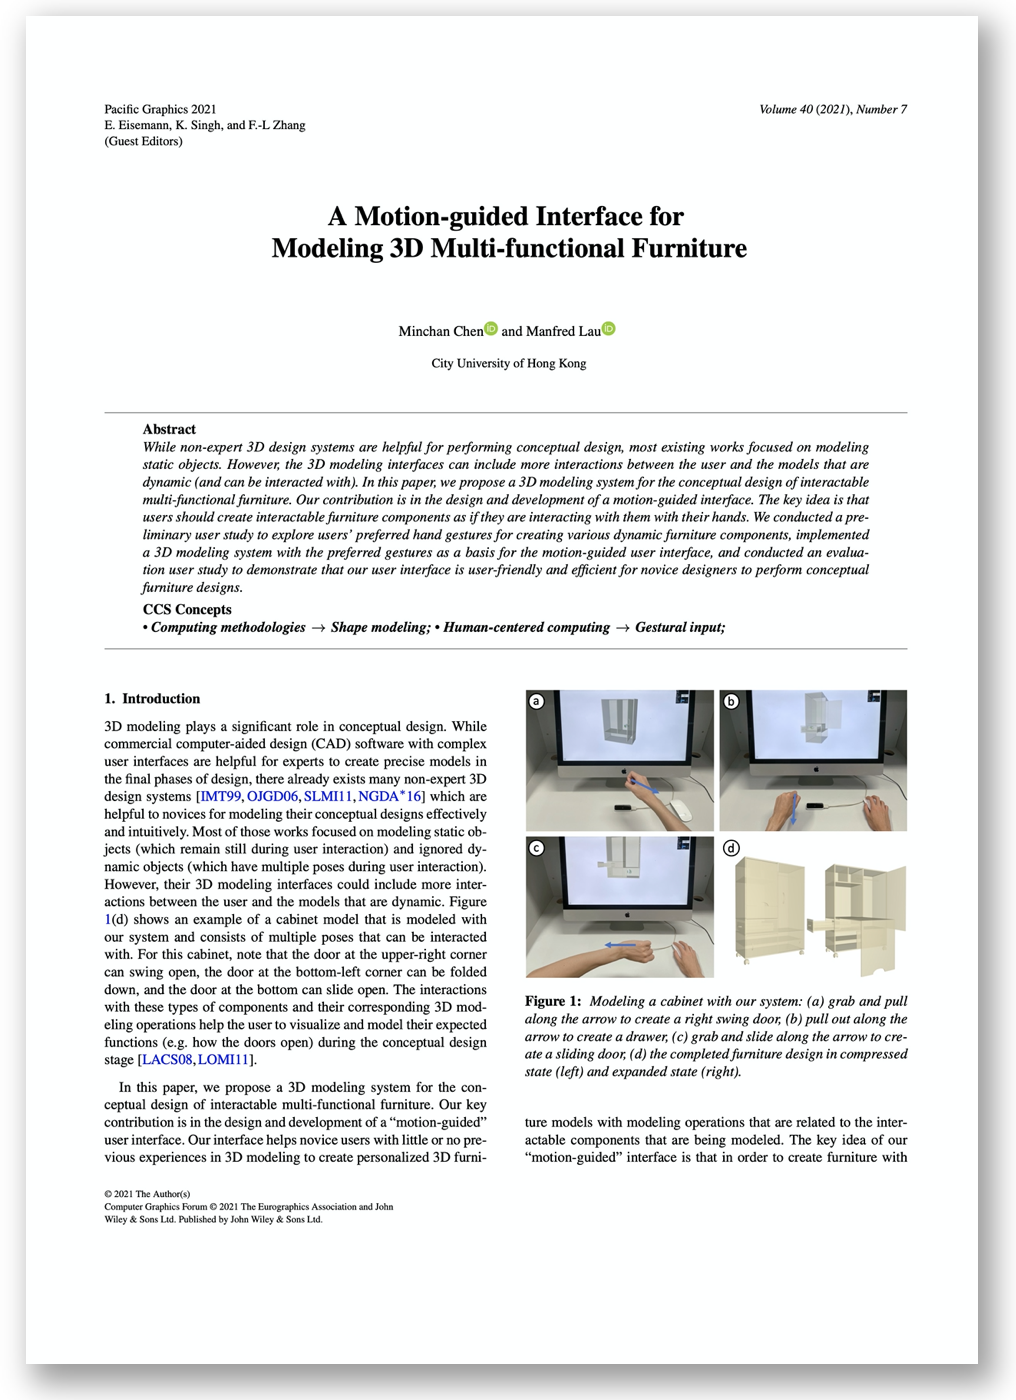 Pacific Graphics 2021
E. Eisemann, K. Singh, and F.-L Zhang
(Guest Editors)
Volume 40 (2021), Number 7
A Motion-guided Interface for
Modeling 3D Multi-functional Furniture
Minchan Chen iD and Manfred Lau iD
City University of Hong Kong
Abstract
While non-expert 3D design systems are helpful for performing conceptual design, most existing works focused on modeling
static objects. However, the 3D modeling interfaces can include more interactions between the user and the models that are
dynamic (and can be interacted with). In this paper, we propose a 3D modeling system for the conceptual design of interactable
multi-functional furniture. Our contribution is in the design and development of a motion-guided interface. The key idea is that
users should create interactable furniture components as if they are interacting with them with their hands. We conducted a pre-
liminary user study to explore users' preferred hand gestures for creating various dynamic furniture components, implemented
a 3D modeling system with the preferred gestures as a basis for the motion-guided user interface, and conducted an evalua-
tion user study to demonstrate that our user interface is user-friendly and efficient for novice designers to perform conceptual
furniture designs.
CCS Concepts
• Computing methodologies → Shape modeling; • Human-centered computing → Gestural input;
1. Introduction
3D modeling plays a significant role in conceptual design. While
commercial computer-aided design (CAD) software with complex
user interfaces are helpful for experts to create precise models in
the final phases of design, there already exists many non-expert 3D
design systems [IMT99, OJGD06, SLMI11, NGDA*16] which are
helpful to novices for modeling their conceptual designs effectively
and intuitively. Most of those works focused on modeling static ob-
jects (which remain still during user interaction) and ignored dy-
namic objects (which have multiple poses during user interaction).
However, their 3D modeling interfaces could include more inter-
actions between the user and the models that are dynamic. Figure
1(d) shows an example of a cabinet model that is modeled with
our system and consists of multiple poses that can be interacted
with. For this cabinet, note that the door at the upper-right corner
can swing open, the door at the bottom-left corner can be folded
down, and the door at the bottom can slide open. The interactions
with these types of components and their corresponding 3D mod-
eling operations help the user to visualize and model their expected
functions (e.g. how the doors open) during the conceptual design
stage [LACS08, LOMI11].
In this paper, we propose a 3D modeling system for the con-
ceptual design of interactable multi-functional furniture. Our key
contribution is in the design and development of a “motion-guided”
user interface. Our interface helps novice users with little or no pre-
vious experiences in 3D modeling to create personalized 3D furni-
a
b
c
d
Figure 1: Modeling a cabinet with our system: (a) grab and pull
along the arrow to create a right swing door, (b) pull out along the
arrow to create a drawer, (c) grab and slide along the arrow to cre-
ate a sliding door, (d) the completed furniture design in compressed
state (left) and expanded state (right).
ture models with modeling operations that are related to the inter-
actable components that are being modeled. The key idea of our
“motion-guided” interface is that in order to create furniture with
© 2021 The Author(s)
Computer Graphics Forum © 2021 The Eurographics Association and John
Wiley & Sons Ltd. Published by John Wiley & Sons Ltd.